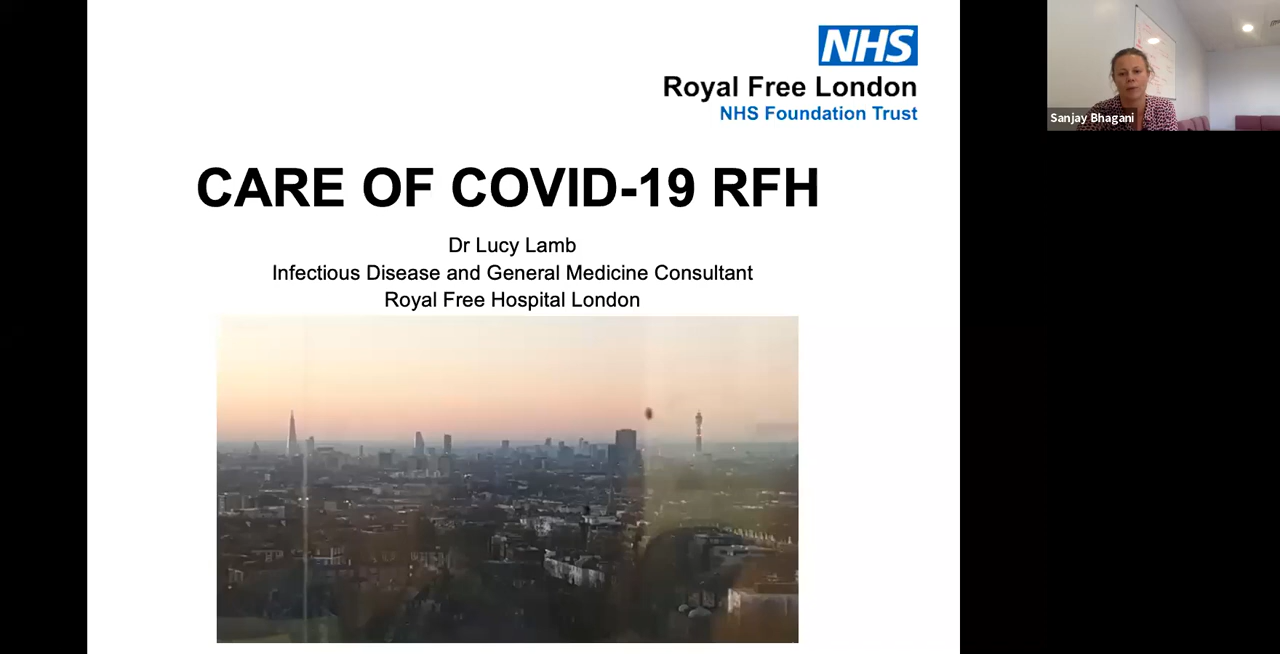 NHS
Royal Free London
NHS Foundation Trust
CARE OF COVID-19 RFH
Dr Lucy Lamb
Infectious Disease and General Medicine Consultant
Royal Free Hospital London
Sanjay Bhagani